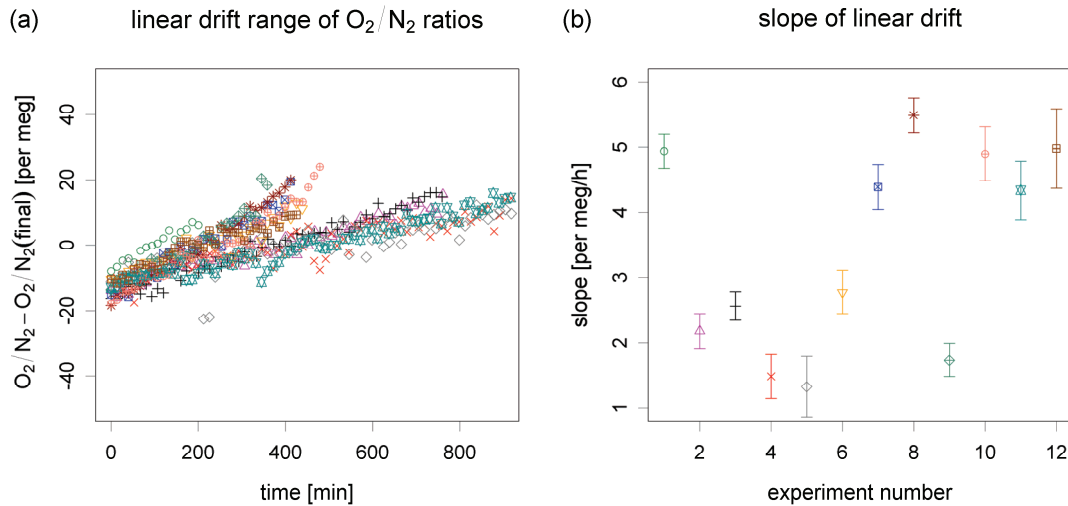 (a) linear drift range of O₂/N₂ ratios
O₂/N₂ − O₂/N₂(final) [per meg]
40
20
0
-20
-40
0 200 400 600 800
time [min]
(b) slope of linear drift
slope [per meg/h]
6
5
4
3
2
1
2 4 6 8 10 12
experiment number